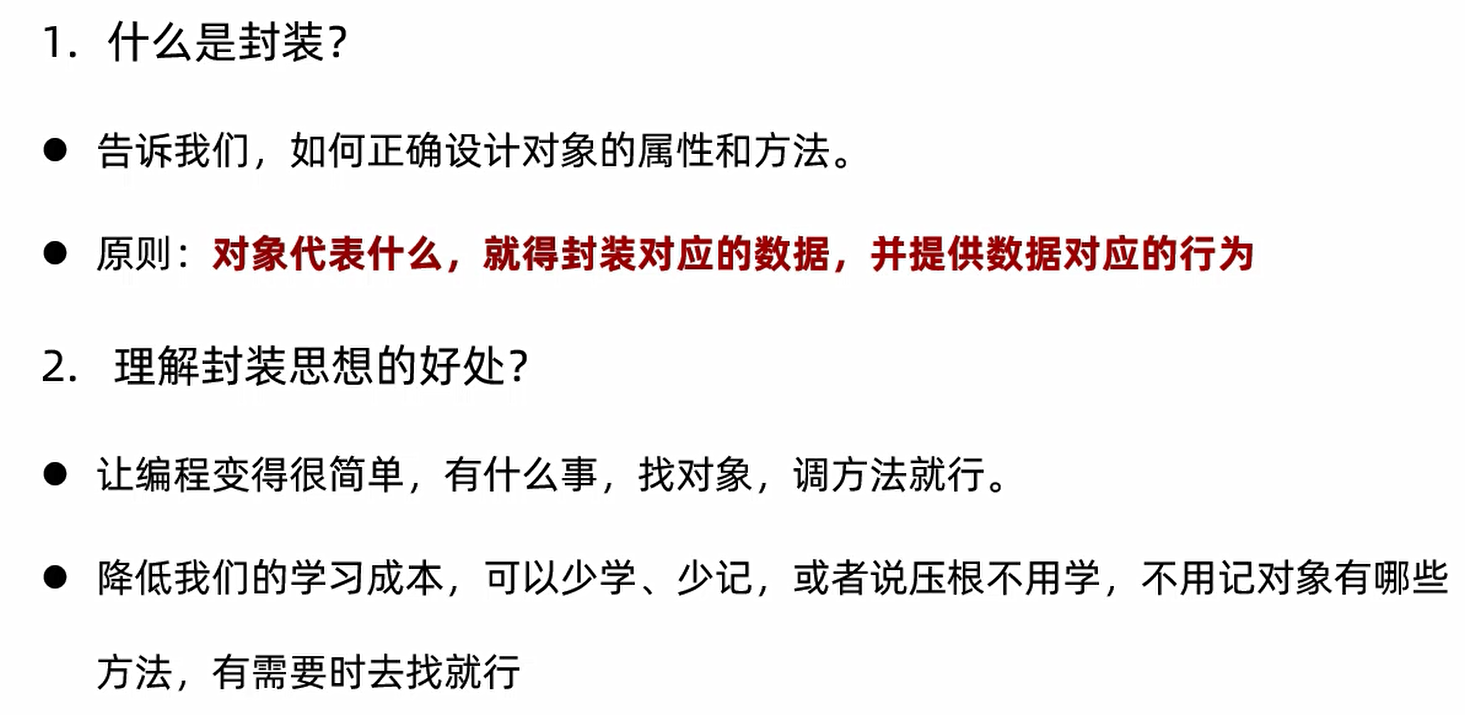 1. 什么是封装？
● 告诉我们，如何正确设计对象的属性和方法。
● 原则：对象代表什么，就得封装对应的数据，并提供数据对应的行为
2. 理解封装思想的好处？
● 让编程变得很简单，有什么事，找对象，调方法就行。
● 降低我们的学习成本，可以少学、少记，或者说压根不用学，不用记对象有哪些
方法，有需要时去找就行